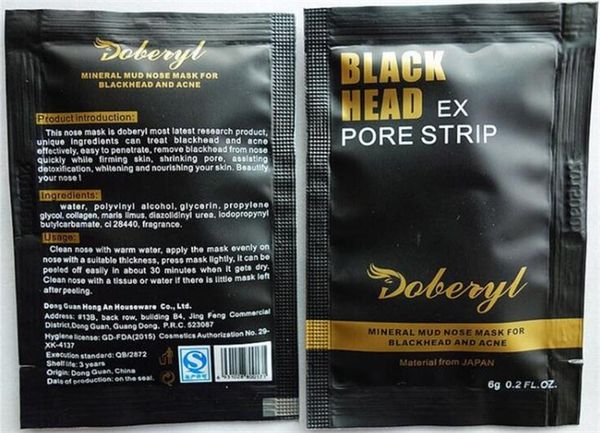 Doberyl
MINERAL MUD NOSE MASK FOR
BLACKHEAD AND ACNE
Product introduction:
This nose mask is doberyl most latest research product,
unique ingredients can treat blackhead and acne
effectively, easy to penetrate, remove blackhead from nose
quickly while firming skin, shrinking pore, assisting
detoxification, whitening and nourishing your skin. Beautify
your nose !
Ingredients:
water, polyvinyl alcohol, glycerin, propylene
glycol, collagen, maris limus, diazolidinyl urea, iodopropynyl
butylcarbamate, ci 28440, fragrance.
Usage:
Clean nose with warm water, apply the mask evenly on
nose with a suitable thickness, press mask lightly, it can be
peeled off easily in about 30 minutes when it gets dry.
Clean nose with a tissue or water if there is little mask left
after peeling.
Dong Guan Hong An Houseware Co., Ltd.
Address: #13B, back row, building B4, Jing Feng Commercial
District,Dong Guan, Guang Dong, P.R.C. 523087
Hygiene license: GD-FDA(2015) Cosmetics Authorization No. 29-
XK-4137
Execution standard: QB/2872
Shelf life: 3 years
Origin: Dong Guan, China
Date of production: on the seal.
BLACK
HEAD EX
PORE STRIP
Doberyl
MINERAL MUD NOSE MASK FOR
BLACKHEAD AND ACNE
Material from JAPAN
6g 0.2 FL.OZ.